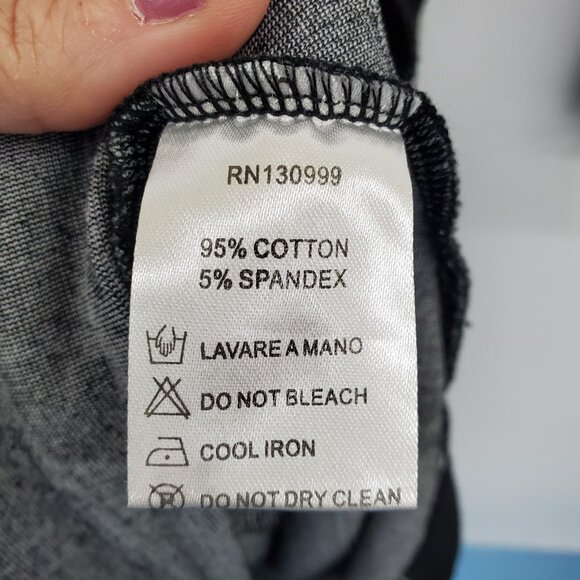 RN130999
95% COTTON
5% SPANDEX
LAVARE A MANO
DO NOT BLEACH
COOL IRON
DO NOT DRY CLEAN